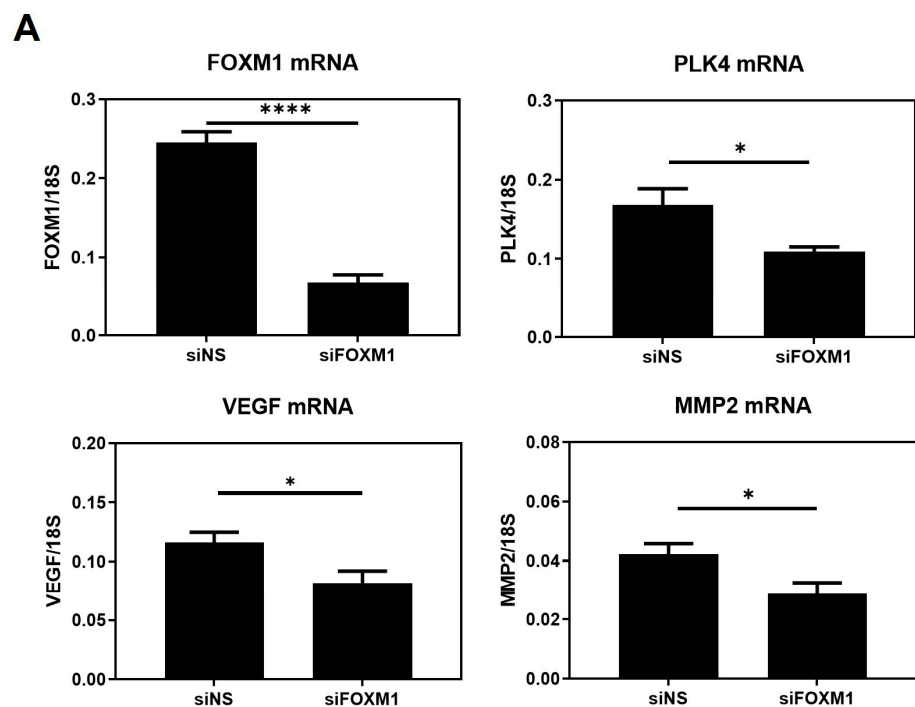 A
FOXM1 mRNA
FOXM1/18S
0.3
0.2
0.1
0.0
****
siNS
siFOXM1
PLK4 mRNA
PLK4/18S
0.3
0.2
0.1
0.0
*
siNS
siFOXM1
VEGF mRNA
VEGF/18S
0.20
0.15
0.10
0.05
0.00
*
siNS
siFOXM1
MMP2 mRNA
MMP2/18S
0.08
0.06
0.04
0.02
0.00
*
siNS
siFOXM1